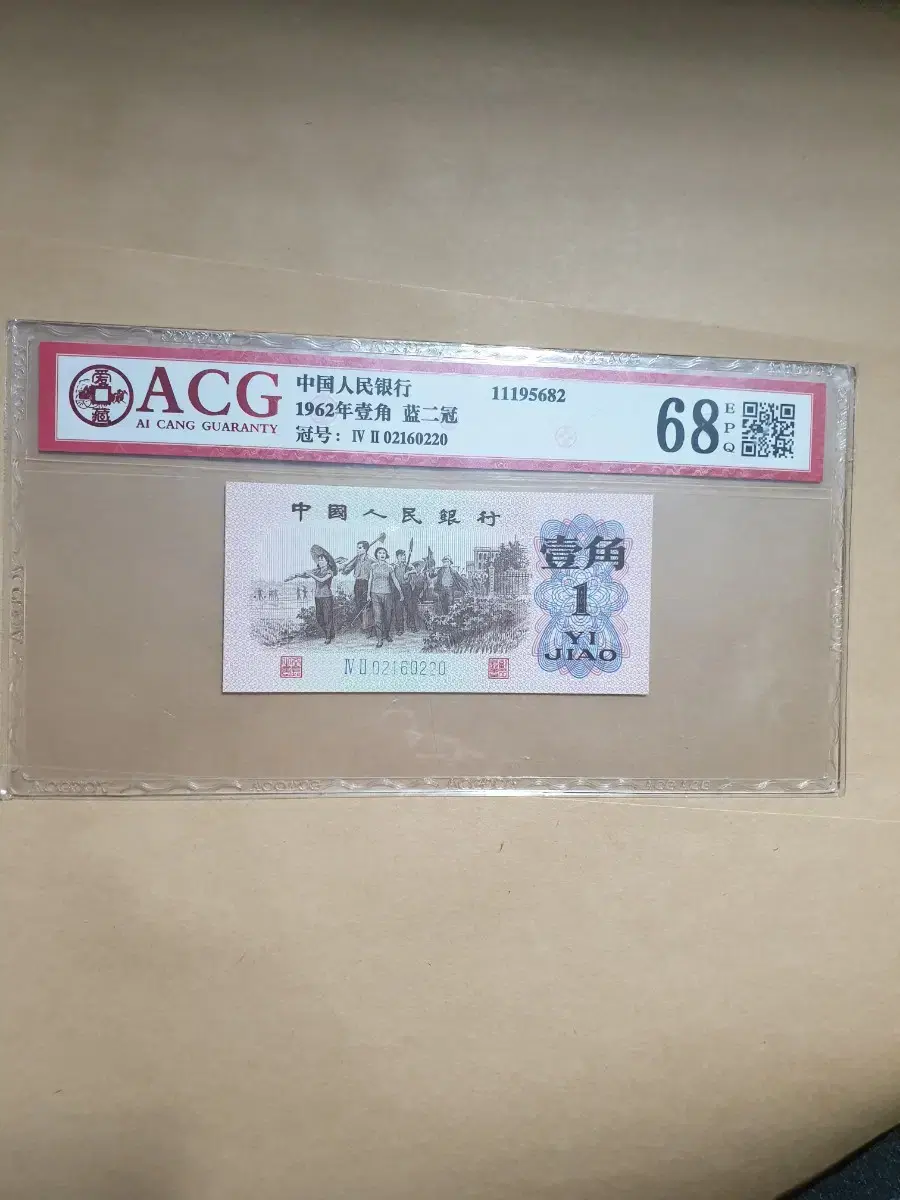 爱藏
ACG
AI CANG GUARANTY
中国人民银行
1962年壹角 蓝二冠
冠号: IV II 02160220
11195682
68
EPQ
中國人民銀行
壹角
1
YI
JIAO
IV II 02160220